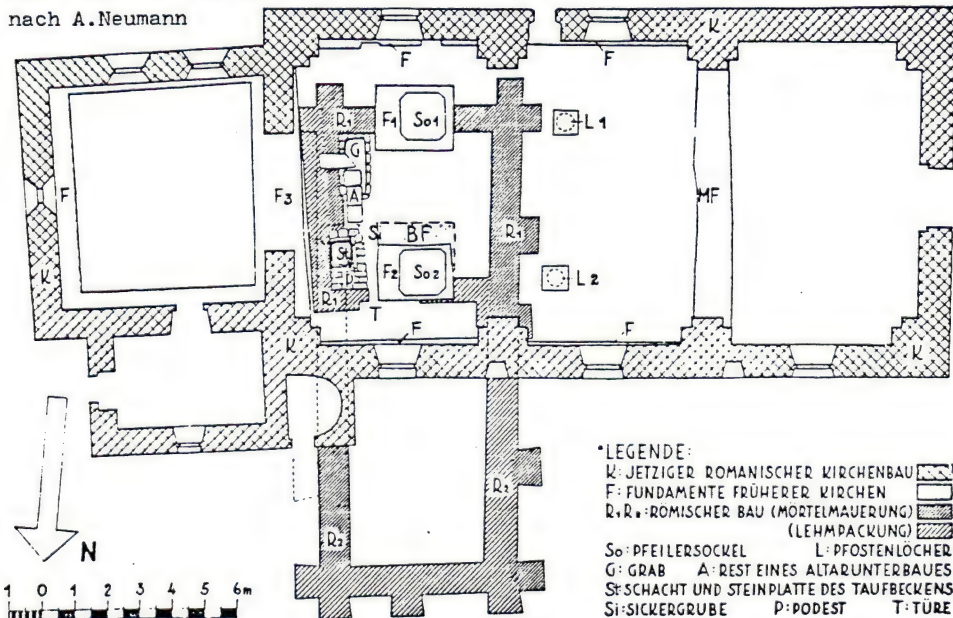 nach A.Neumann
K
F
F
R1
F1
So1
L1
G
F
F3
A
MF
S
BF
R1
St
F2
So2
L2
K
P
R1
T
F
F
K
K
R2
R2
N
1 0 1 2 3 4 5 6m
*LEGENDE:
K: JETZIGER ROMANISCHER KIRCHENBAU
F: FUNDAMENTE FRÜHERER KIRCHEN
R₁R₂: RÖMISCHER BAU (MÖRTELMAUERUNG)
(LEHMPACKUNG)
So: PFEILERSOCKEL L: PFOSTENLÖCHER
G: GRAB A: REST EINES ALTARUNTERBAUES
St: SCHACHT UND STEINPLATTE DES TAUFBECKENS
Si: SICKERGRUBE P: PODEST T: TÜRE